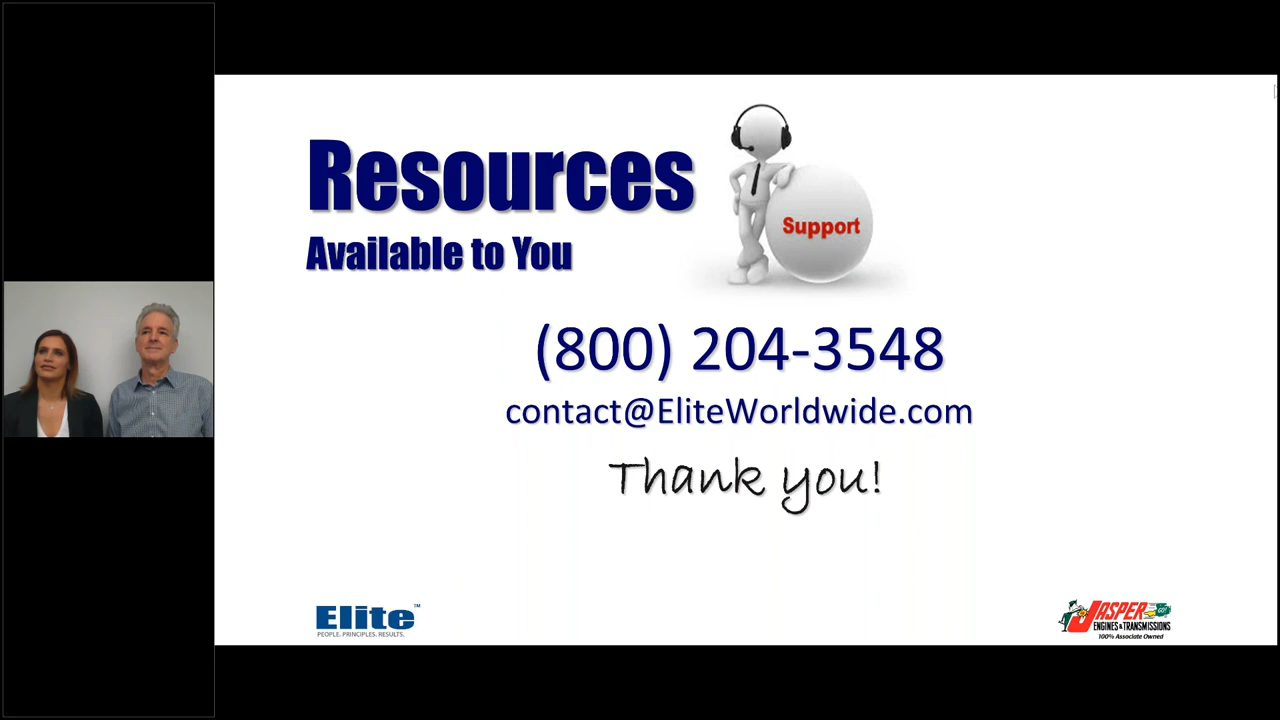 Resources
Available to You
Support
(800) 204-3548
contact@EliteWorldwide.com
Thank you!
Elite™
PEOPLE. PRINCIPLES. RESULTS.
JASPER
ENGINES & TRANSMISSIONS
100% Associate Owned